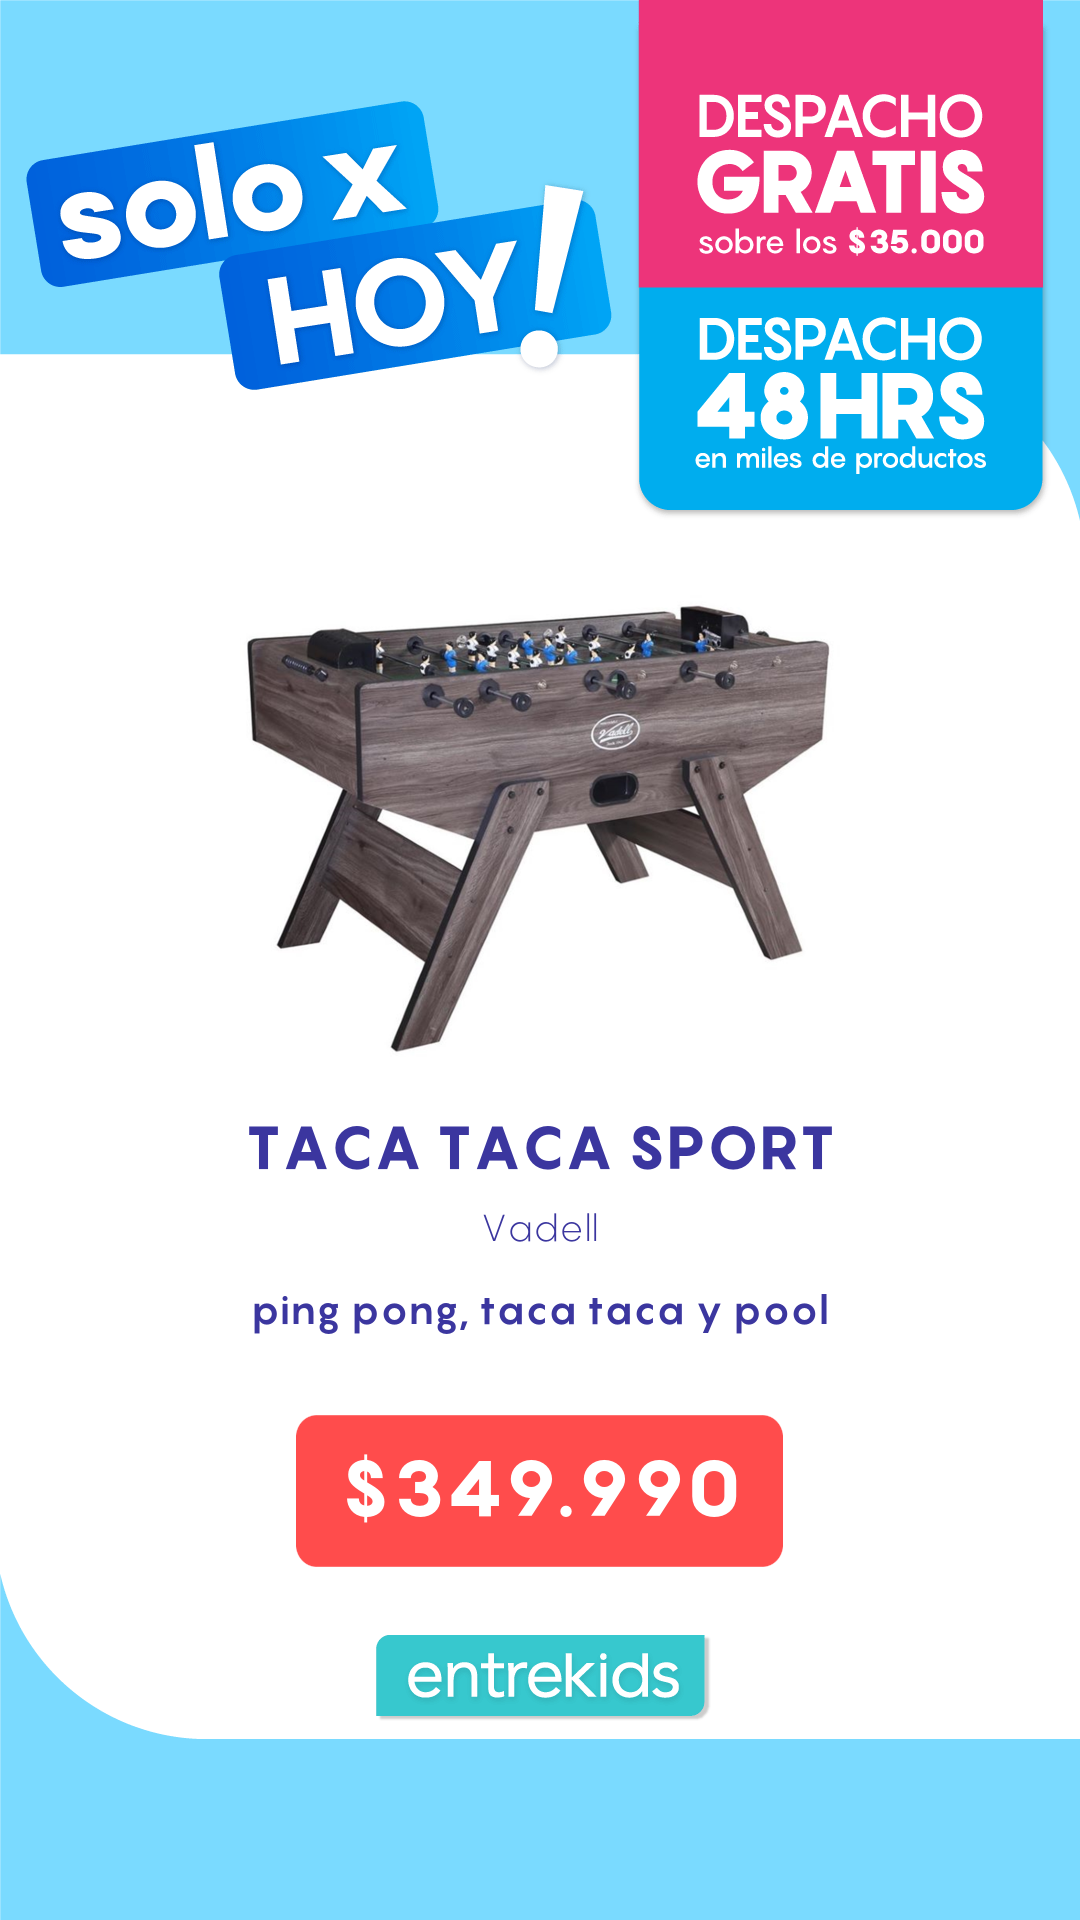 solo x
HOY!
DESPACHO
GRATIS
sobre los $35.000
DESPACHO
48HRS
en miles de productos
Vadell
TACA TACA SPORT
Vadell
ping pong, taca taca y pool
$349.990
entrekids